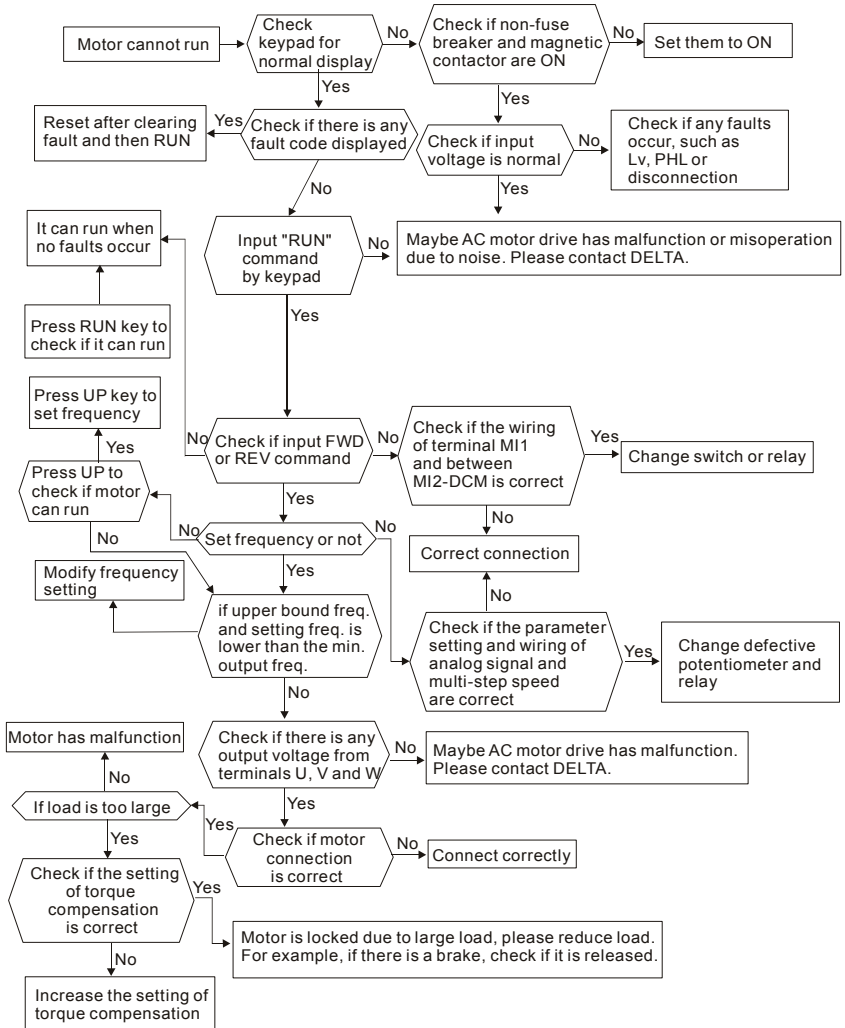 Motor cannot run
Check
keypad for
normal display
No
Check if non-fuse
breaker and magnetic
contactor are ON
No
Set them to ON
Yes
Yes
Reset after clearing
fault and then RUN
Yes
Check if there is any
fault code displayed
Check if input
voltage is normal
No
Check if any faults
occur, such as
Lv, PHL or
disconnection
No
Yes
It can run when
no faults occur
Input "RUN"
command
by keypad
No
Maybe AC motor drive has malfunction or misoperation
due to noise. Please contact DELTA.
Press RUN key to
check if it can run
Yes
Press UP key to
set frequency
No
Check if input FWD
or REV command
No
Check if the wiring
of terminal MI1
and between
MI2-DCM is correct
Yes
Change switch or relay
Yes
Press UP to
check if motor
can run
Yes
No
No
Set frequency or not
No
No
Correct connection
Modify frequency
setting
Yes
No
if upper bound freq.
and setting freq. is
lower than the min.
output freq.
Check if the parameter
setting and wiring of
analog signal and
multi-step speed
are correct
Yes
Change defective
potentiometer and
relay
No
Motor has malfunction
Check if there is any
output voltage from
terminals U, V and W
No
Maybe AC motor drive has malfunction.
Please contact DELTA.
No
Yes
If load is too large
Yes
Check if motor
connection
is correct
No
Connect correctly
Yes
Check if the setting
of torque
compensation
is correct
Yes
Motor is locked due to large load, please reduce load.
For example, if there is a brake, check if it is released.
No
Increase the setting of
torque compensation